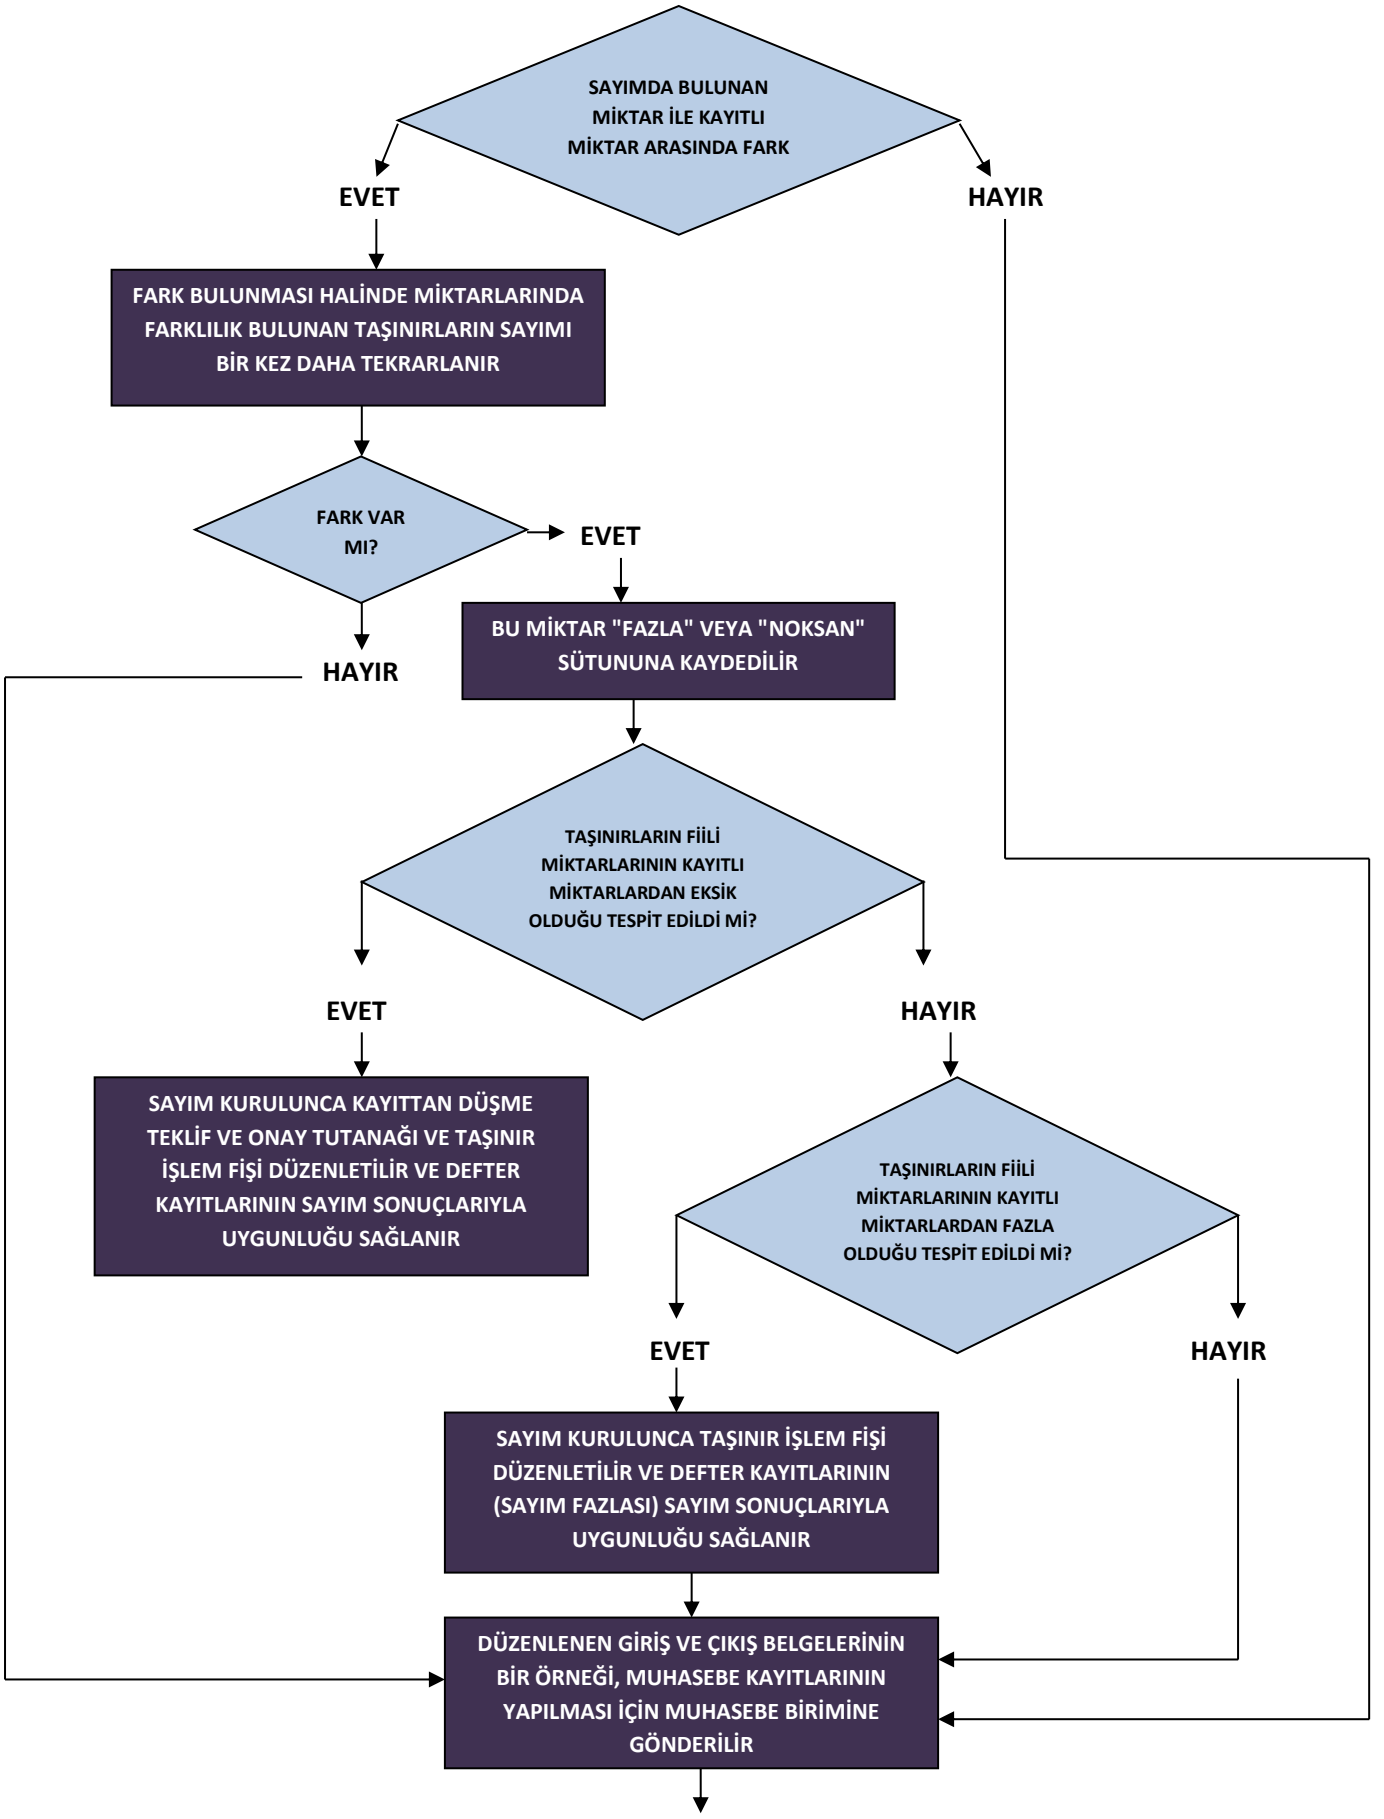 SAYIMDA BULUNAN
MİKTAR İLE KAYITLI
MİKTAR ARASINDA FARK
EVET
HAYIR
FARK BULUNMASI HALİNDE MİKTARLARINDA
FARKLILIK BULUNAN TAŞINIRLARIN SAYIMI
BİR KEZ DAHA TEKRARLANIR
FARK VAR
MI?
EVET
HAYIR
BU MİKTAR "FAZLA" VEYA "NOKSAN"
SÜTUNUNA KAYDEDİLİR
TAŞINIRLARIN FİİLİ
MİKTARLARININ KAYITLI
MİKTARLARDAN EKSİK
OLDUĞU TESPİT EDİLDİ Mİ?
EVET
HAYIR
SAYIM KURULUNCA KAYITTAN DÜŞME
TEKLİF VE ONAY TUTANAĞI VE TAŞINIR
İŞLEM FİŞİ DÜZENLETİLİR VE DEFTER
KAYITLARININ SAYIM SONUÇLARIYLA
UYGUNLUĞU SAĞLANIR
TAŞINIRLARIN FİİLİ
MİKTARLARININ KAYITLI
MİKTARLARDAN FAZLA
OLDUĞU TESPİT EDİLDİ Mİ?
EVET
HAYIR
SAYIM KURULUNCA TAŞINIR İŞLEM FİŞİ
DÜZENLETİLİR VE DEFTER KAYITLARININ
(SAYIM FAZLASI) SAYIM SONUÇLARIYLA
UYGUNLUĞU SAĞLANIR
DÜZENLENEN GİRİŞ VE ÇIKIŞ BELGELERİNİN
BİR ÖRNEĞİ, MUHASEBE KAYITLARININ
YAPILMASI İÇİN MUHASEBE BİRİMİNE
GÖNDERİLİR